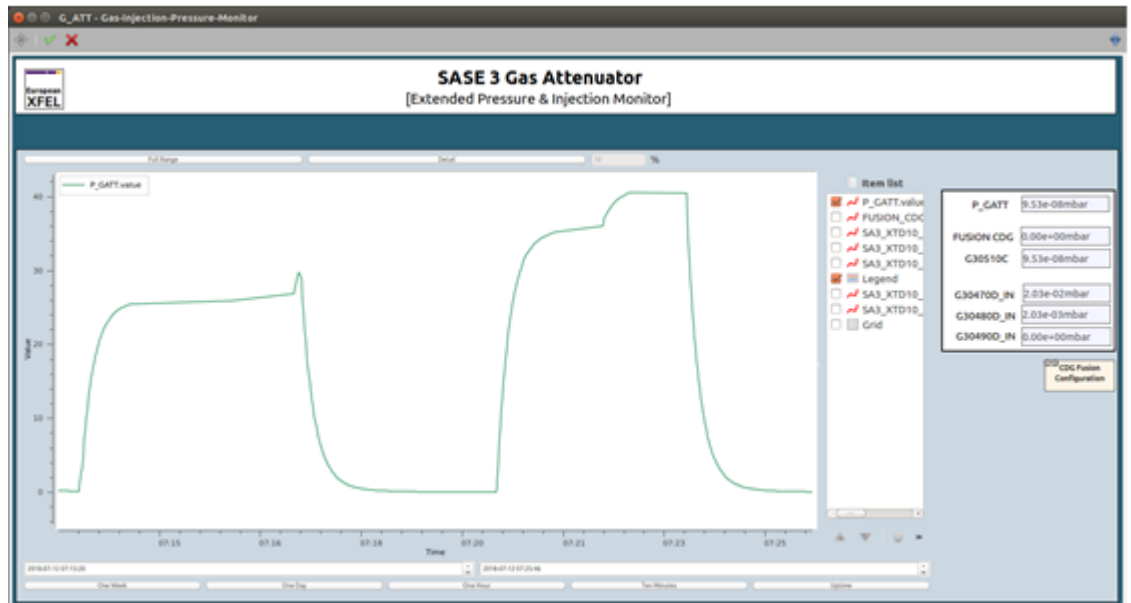 G_ATT - Gas-Injection-Pressure-Monitor
European
XFEL
SASE 3 Gas Attenuator
[Extended Pressure & Injection Monitor]
Full Range
Detail
10
%
P_GATT.value
40
30
20
10
0
Value
07:15
07:16
07:18
07:20
07:21
07:23
07:25
Time
Item list
P_GATT.value
FUSION_CDG
SA3_XTD10_
SA3_XTD10_
SA3_XTD10_
Legend
SA3_XTD10_
SA3_XTD10_
Grid
P_GATT 9.53e-08mbar
FUSION CDG 0.00e+00mbar
G30510C 9.53e-08mbar
G30470D_IN 2.03e-02mbar
G30480D_IN 2.03e-03mbar
G30490D_IN 0.00e+00mbar
CDG Fusion
Configuration
One Week
One Day
One Hour
Ten Minutes
Uptime